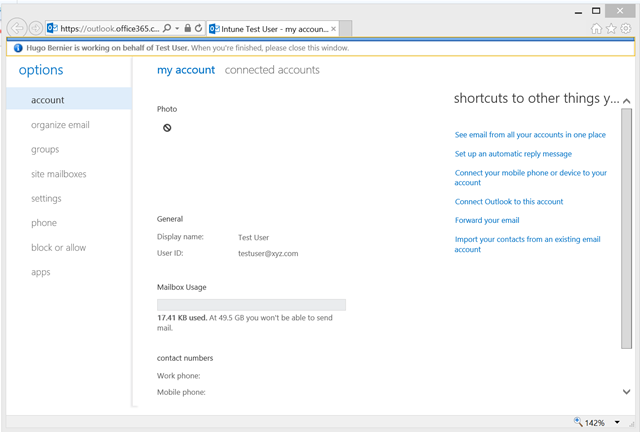 https://outlook.office365.c...
Intune Test User - my accoun...
Hugo Bernier is working on behalf of Test User. When you're finished, please close this window.
options
account
organize email
groups
site mailboxes
settings
phone
block or allow
apps
my account connected accounts
Photo
General
Display name: Test User
User ID: testuser@xyz.com
Mailbox Usage
17.41 KB used. At 49.5 GB you won't be able to send
mail.
contact numbers
Work phone:
Mobile phone:
shortcuts to other things y...
See email from all your accounts in one place
Set up an automatic reply message
Connect your mobile phone or device to your
account
Connect Outlook to this account
Forward your email
Import your contacts from an existing email
account
142%